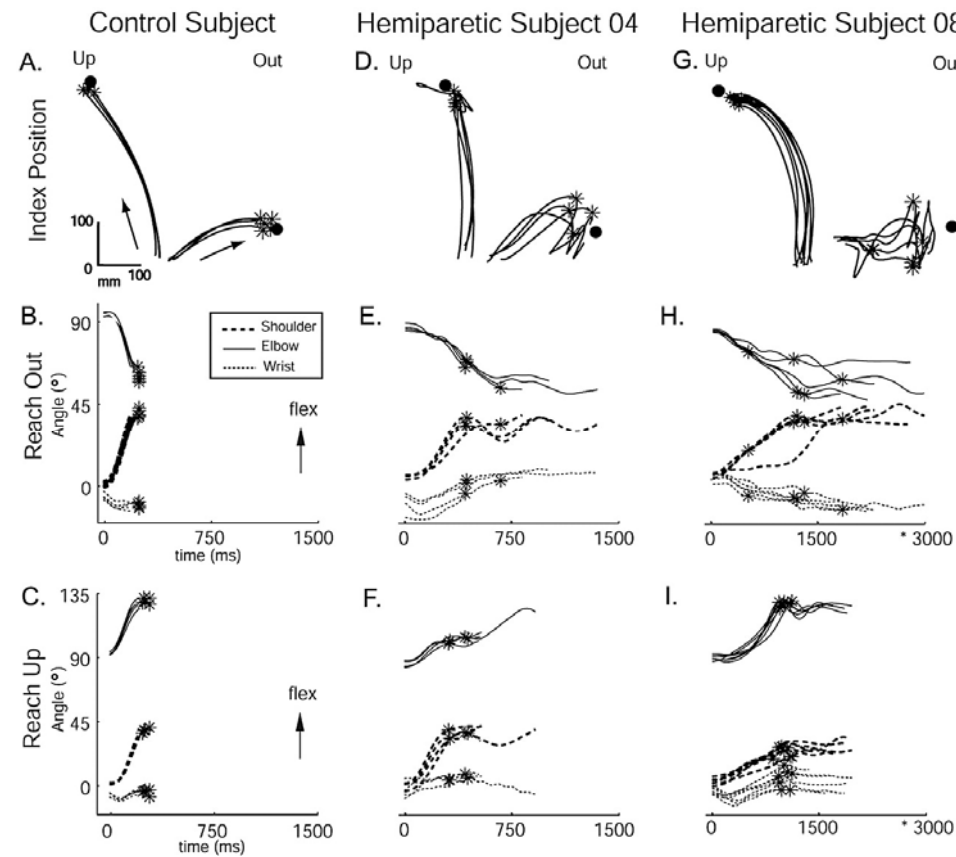 Control Subject
Hemiparetic Subject 04
Hemiparetic Subject 08
A.
Up
Out
D.
Up
Out
G.
Up
Ou
Index Position
100
0
mm
100
B.
E.
H.
Reach Out
Angle (°)
90
45
0
Shoulder
Elbow
Wrist
flex
0
750
1500
time (ms)
0
750
1500
0
1500
* 3000
C.
F.
I.
Reach Up
Angle (°)
135
90
45
0
flex
0
750
1500
time (ms)
0
750
1500
0
1500
* 3000